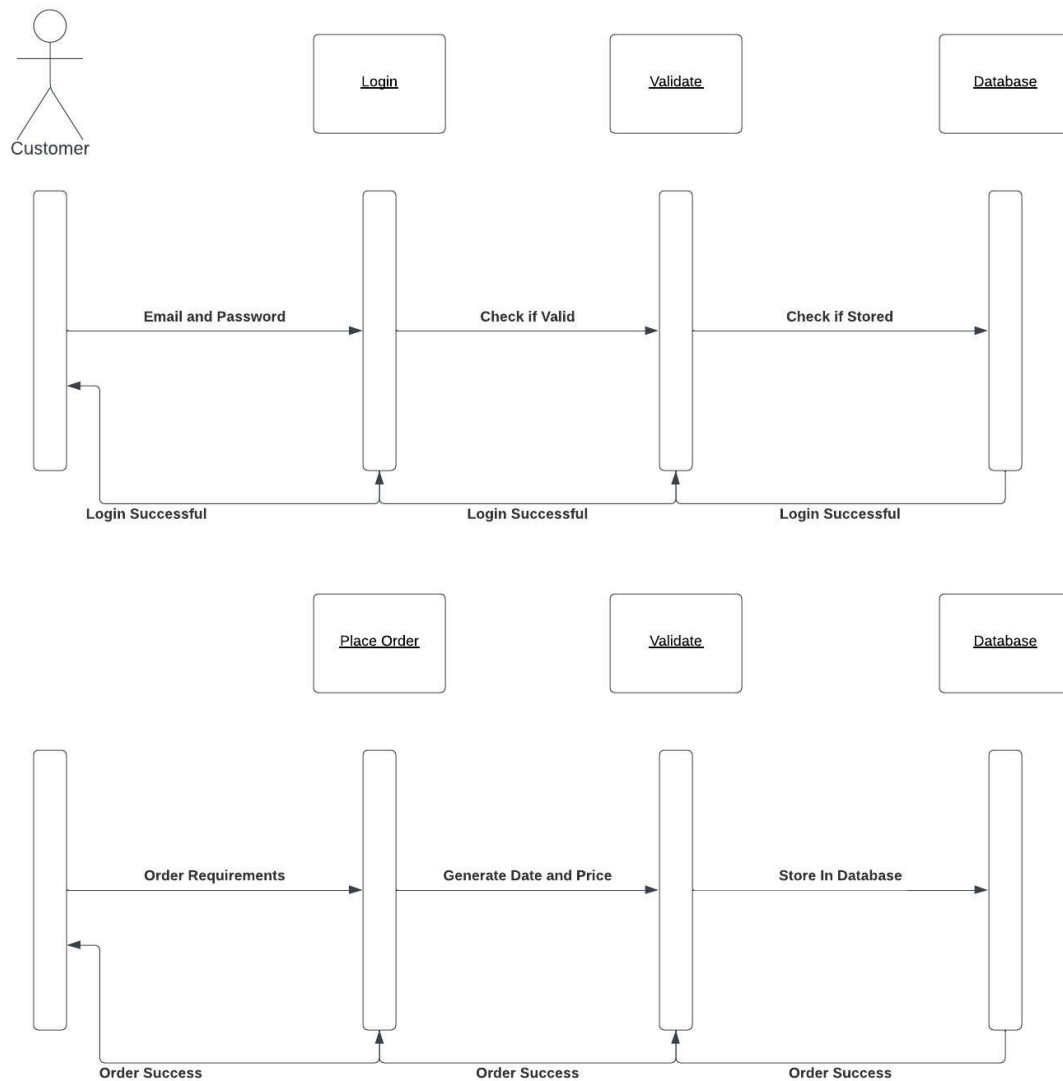 Login
Validate
Database
Customer
Email and Password
Check if Valid
Check if Stored
Login Successful
Login Successful
Login Successful
Place Order
Validate
Database
Order Requirements
Generate Date and Price
Store In Database
Order Success
Order Success
Order Success